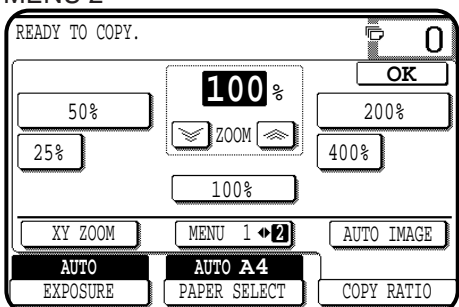 MENU 2
READY TO COPY. 0
OK
100%
50% 200%
ZOOM
25% 400%
100%
XY ZOOM MENU 1 2 AUTO IMAGE
AUTO AUTO A4
EXPOSURE PAPER SELECT COPY RATIO